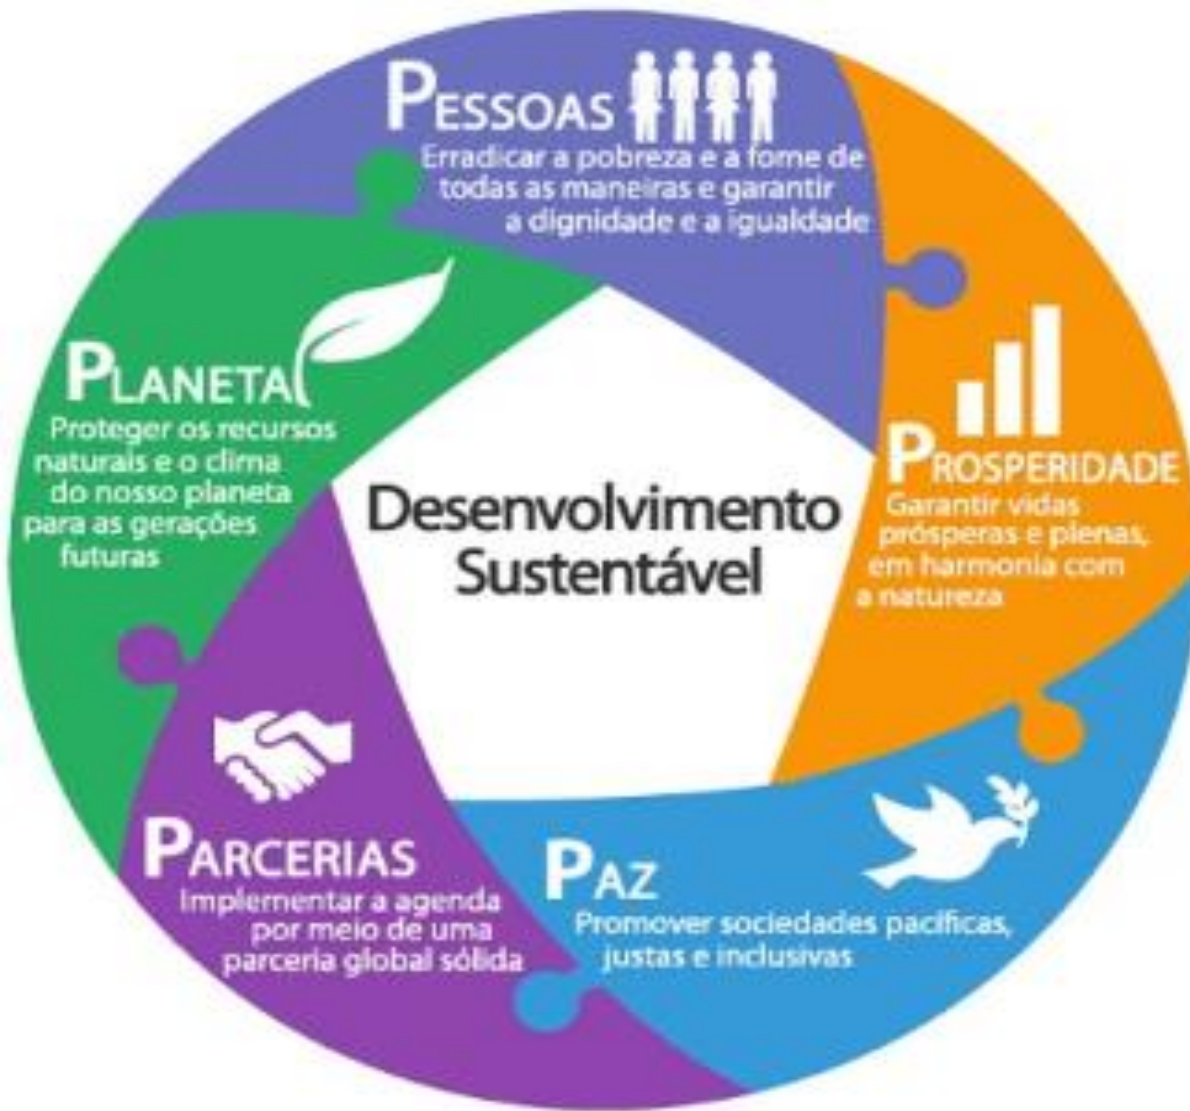 PESSOAS
Erradicar a pobreza e a fome de
todas as maneiras e garantir
a dignidade e a igualdade
PROSPERIDADE
Garantir vidas
prósperas e plenas,
em harmonia com
a natureza
PAZ
Promover sociedades pacíficas,
justas e inclusivas
PARCERIAS
Implementar a agenda
por meio de uma
parceria global sólida
PLANETA
Proteger os recursos
naturais e o clima
do nosso planeta
para as gerações
futuras
Desenvolvimento
Sustentável